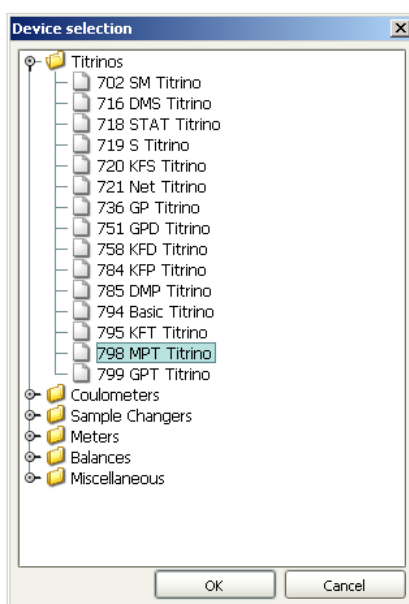 Device selection
Titrinos
702 SM Titrino
716 DMS Titrino
718 STAT Titrino
719 S Titrino
720 KFS Titrino
721 Net Titrino
736 GP Titrino
751 GPD Titrino
758 KFD Titrino
784 KFP Titrino
785 DMP Titrino
794 Basic Titrino
795 KFT Titrino
798 MPT Titrino
799 GPT Titrino
Coulometers
Sample Changers
Meters
Balances
Miscellaneous
OK Cancel